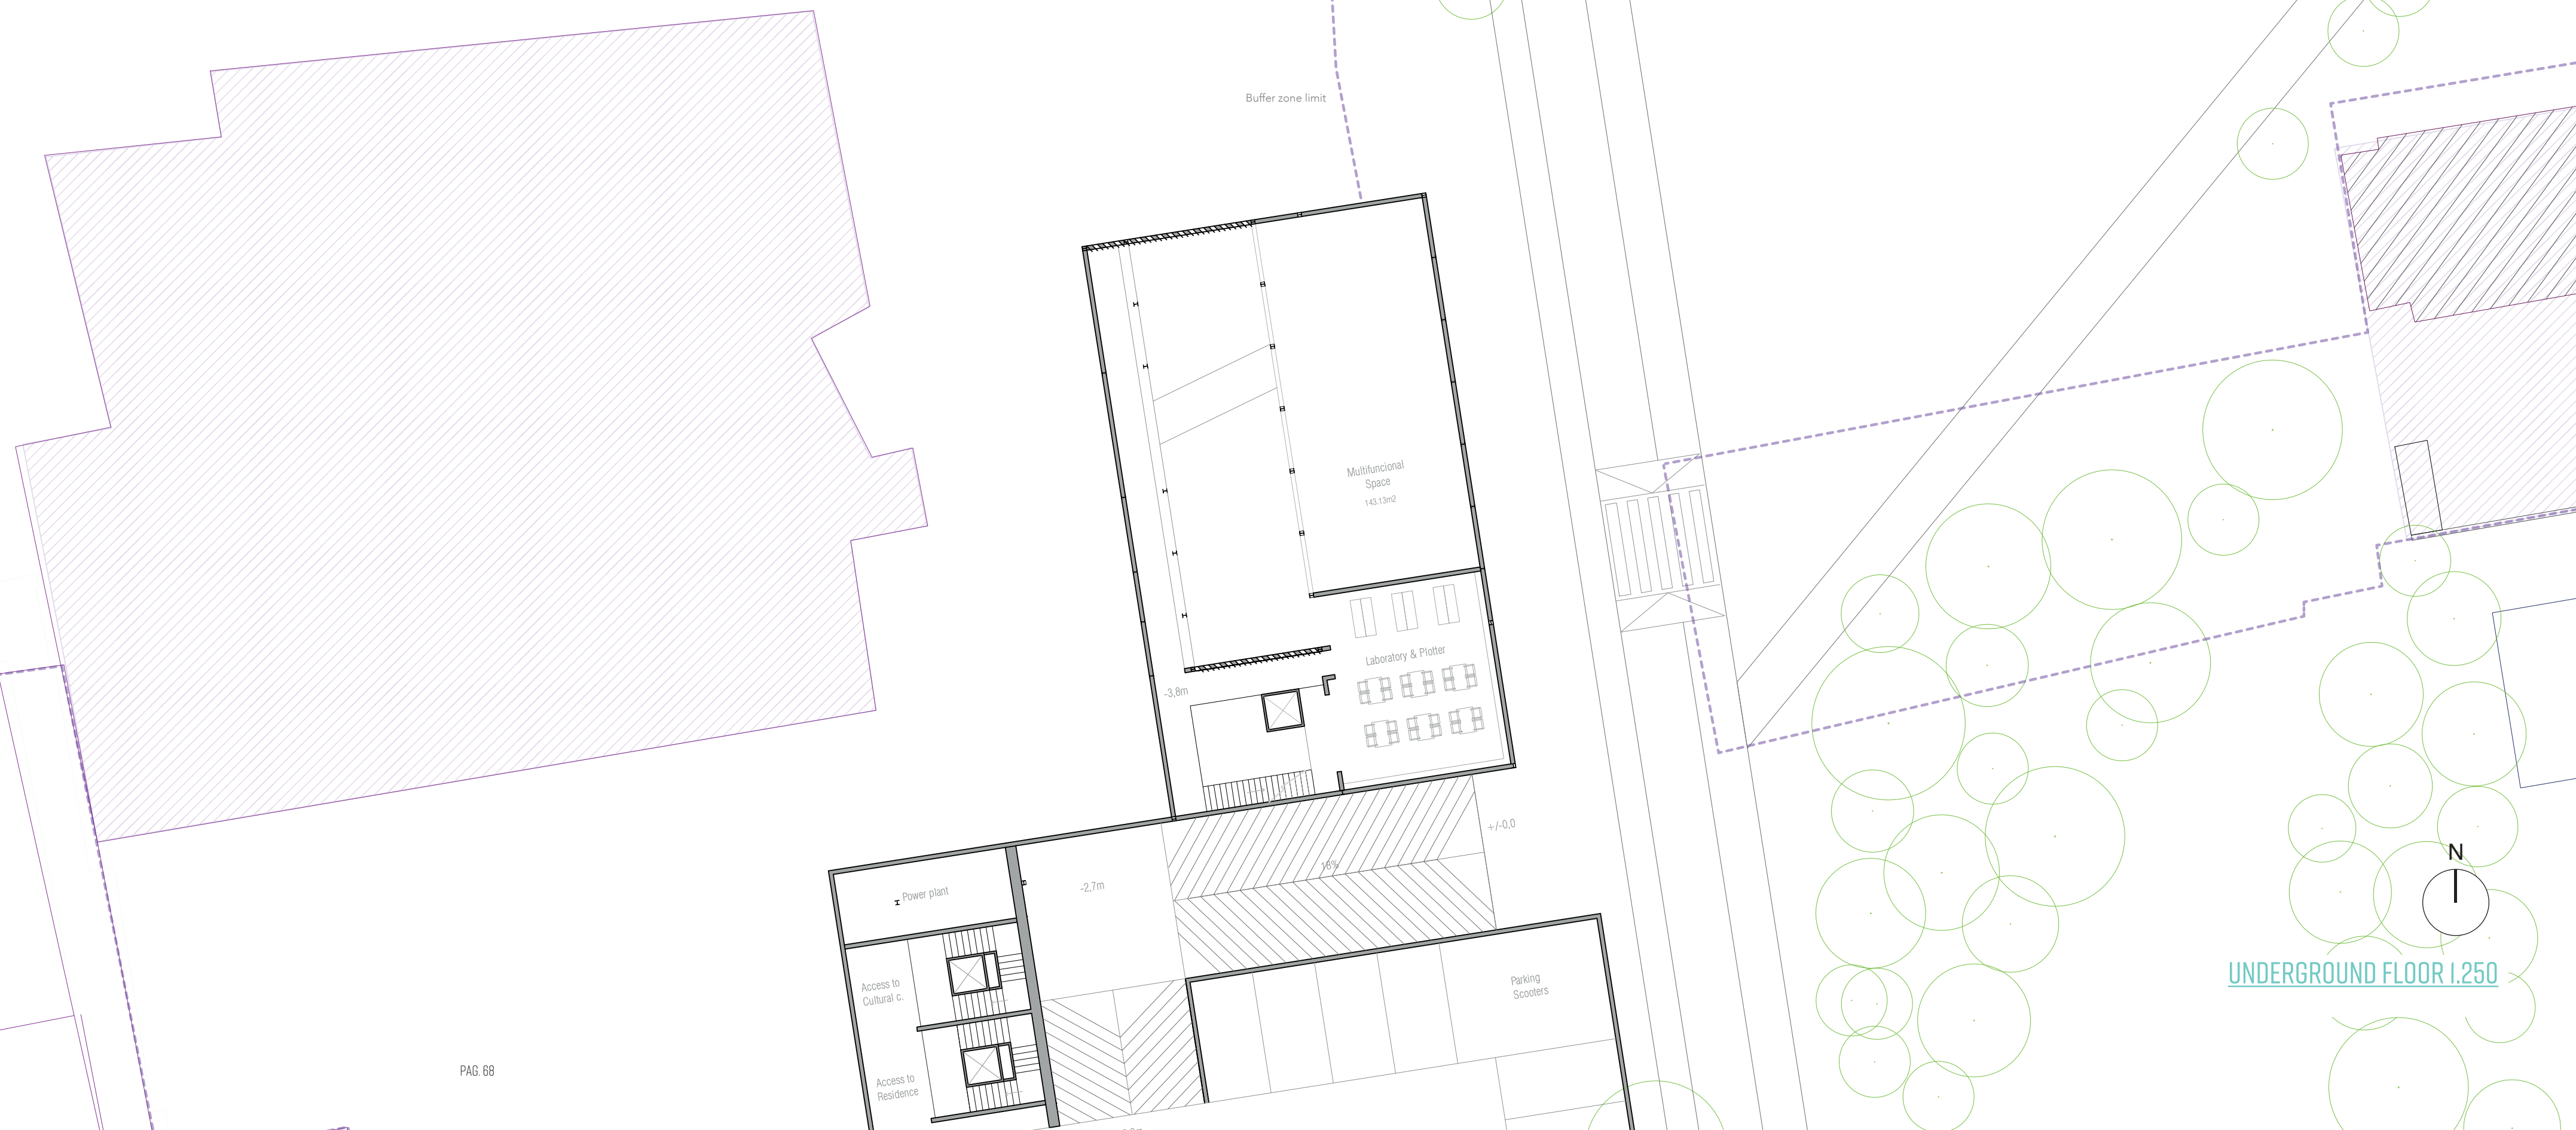 Buffer zone limit
Multifuncional
Space
143.13m2
Laboratory & Plotter
-3,8m
+/-0,0
18%
-2,7m
Power plant
Access to
Cultural c.
Access to
Residence
Parking
Scooters
N
UNDERGROUND FLOOR 1.250
PAG. 68